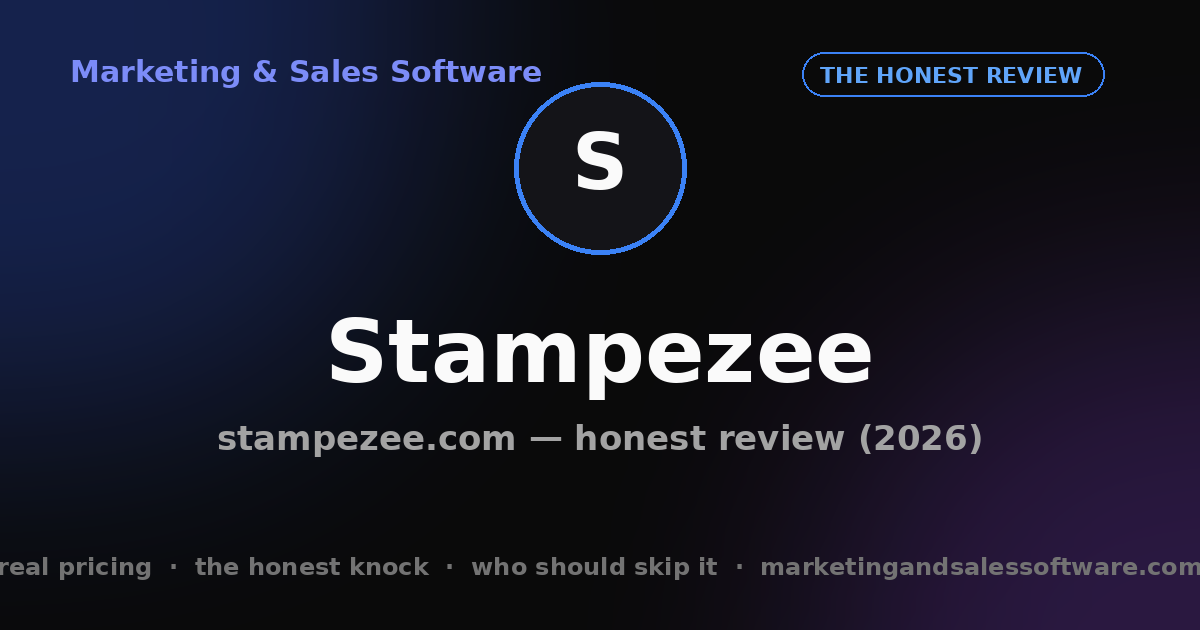 Marketing & Sales Software
THE HONEST REVIEW
S
Stampezee
stampezee.com — honest review (2026)
real pricing · the honest knock · who should skip it · marketingandsalessoftware.com